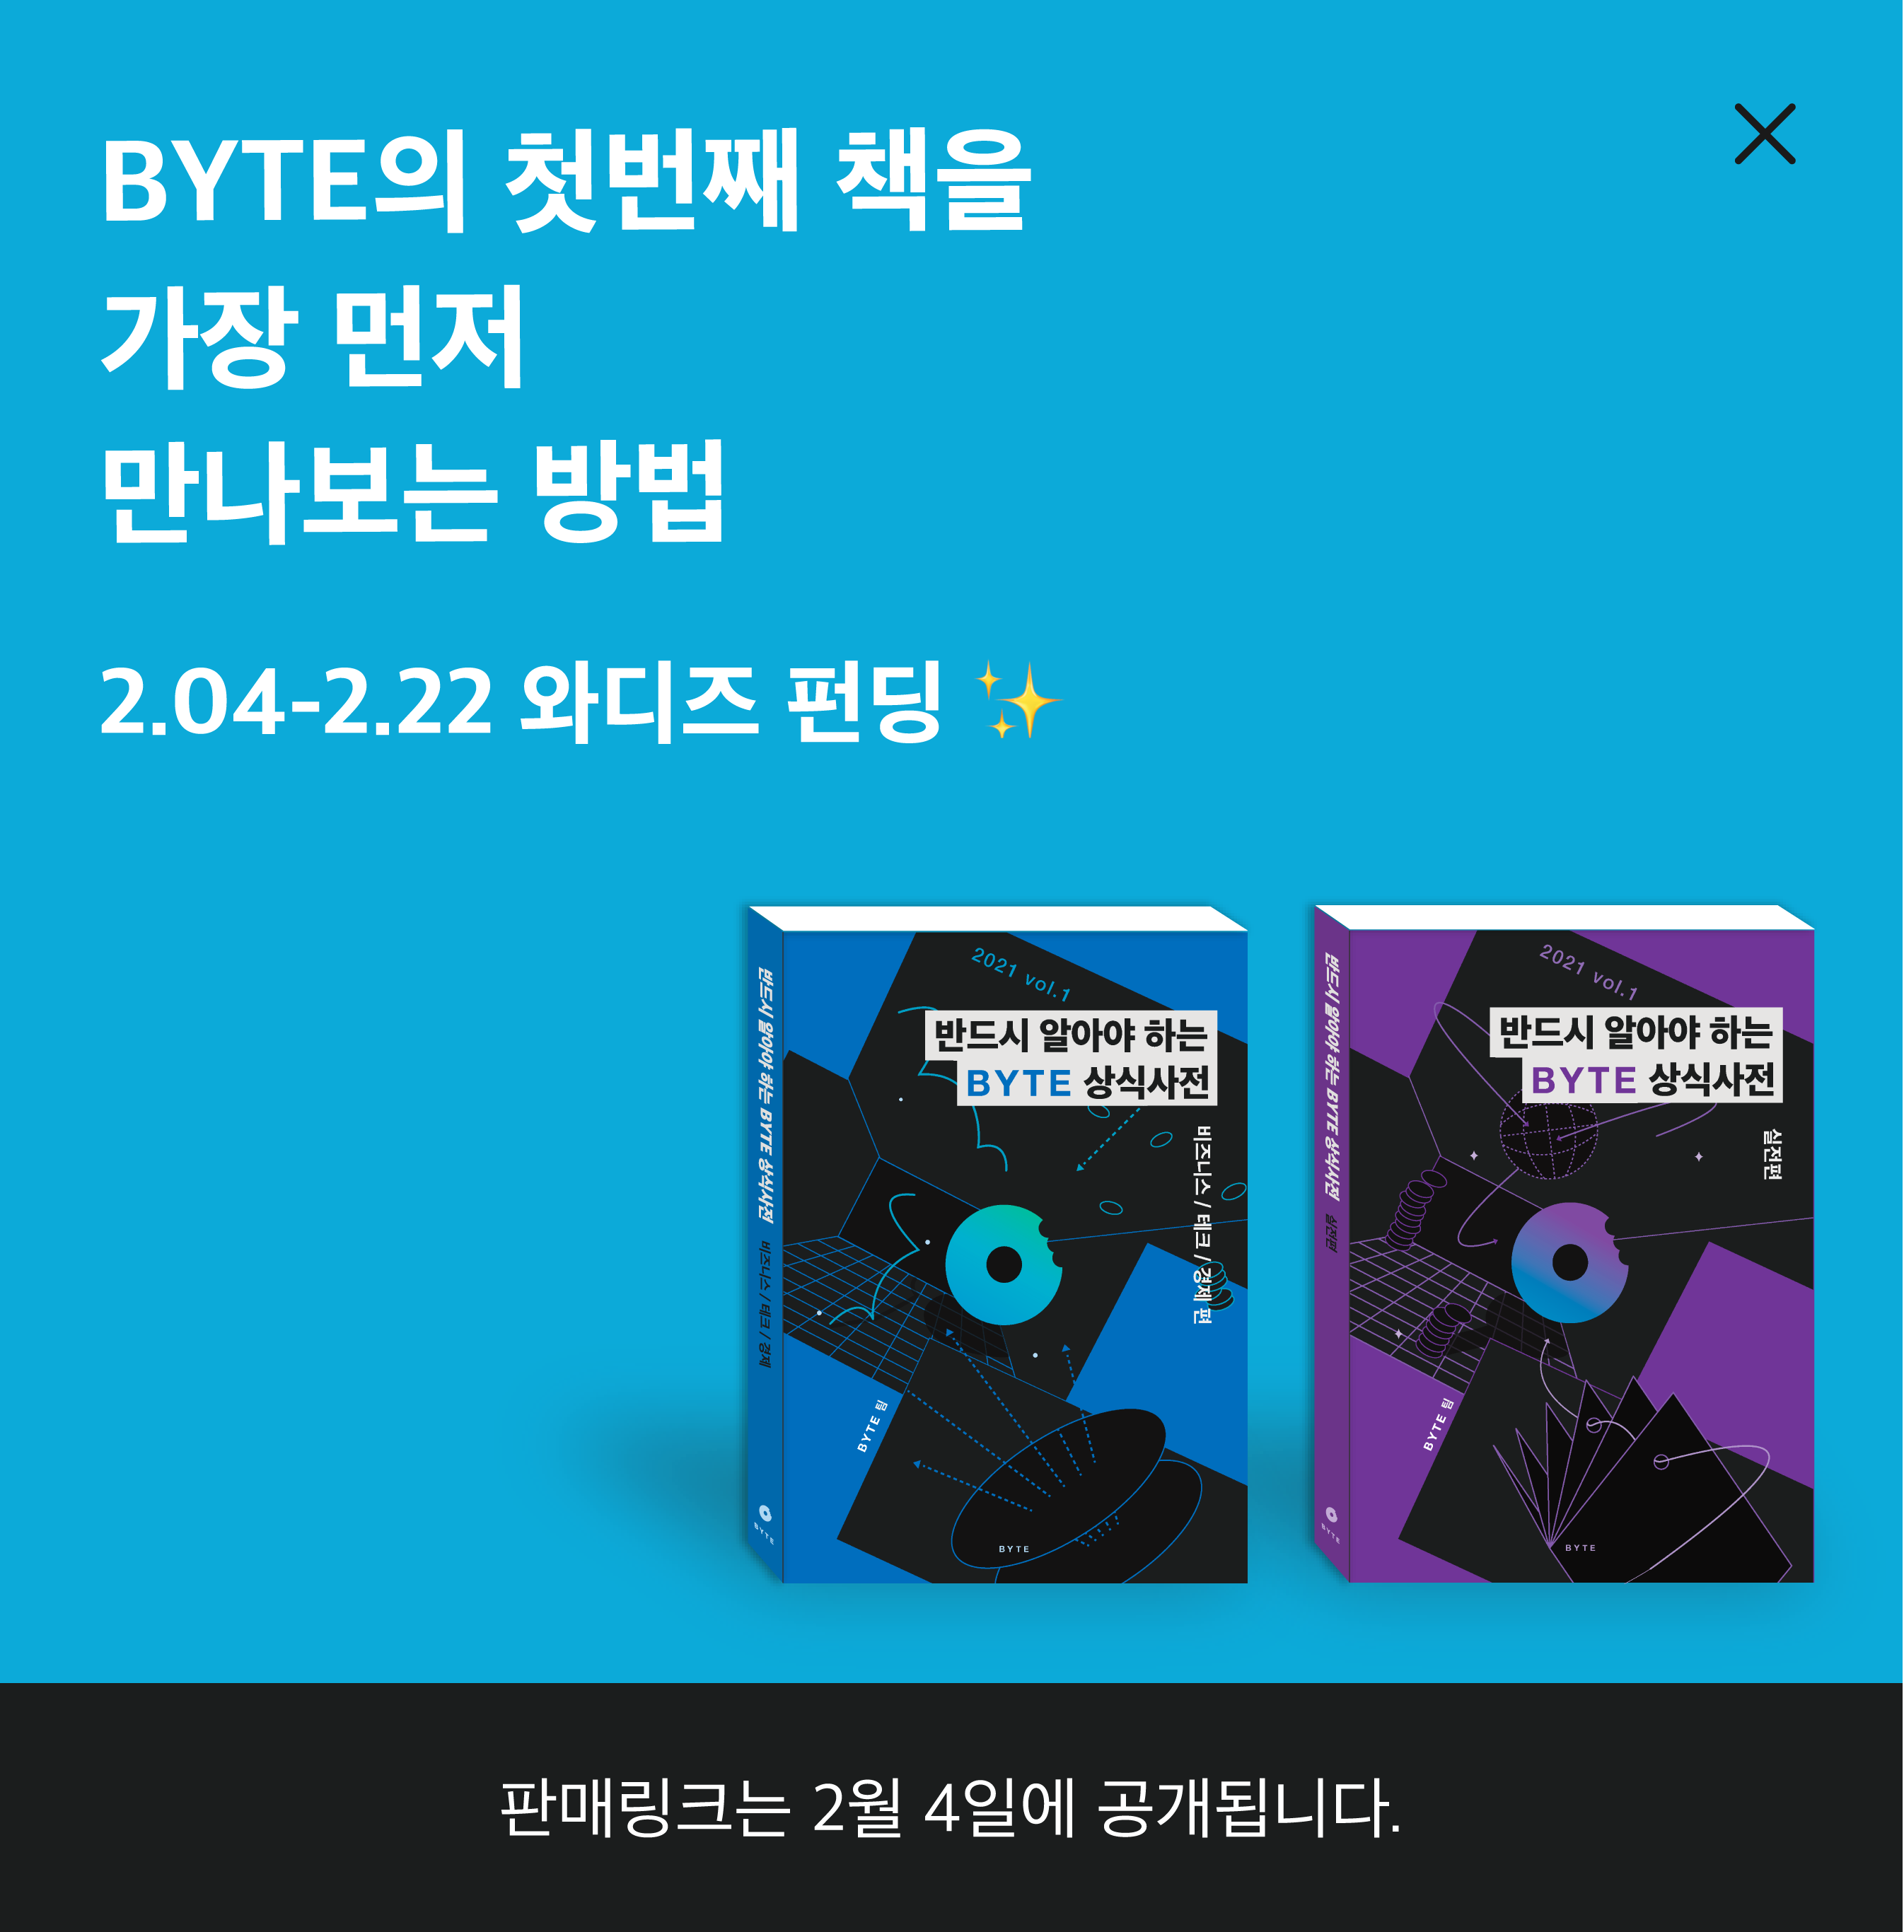 BYTE의 첫번째 책을
가장 먼저
만나보는 방법
2.04-2.22 와디즈 펀딩 ✨
반드시 알아야 하는 BYTE 상식사전 비즈니스 / 테크 / 경제
BYTE
2021 vol.1
반드시 알아야 하는
BYTE 상식사전
비즈니스 / 테크 / 경제 편
BYTE 팀
BYTE
반드시 알아야 하는 BYTE 상식사전 실전편
BYTE
2021 vol.1
반드시 알아야 하는
BYTE 상식사전
실전편
BYTE 팀
BYTE
판매링크는 2월 4일에 공개됩니다.